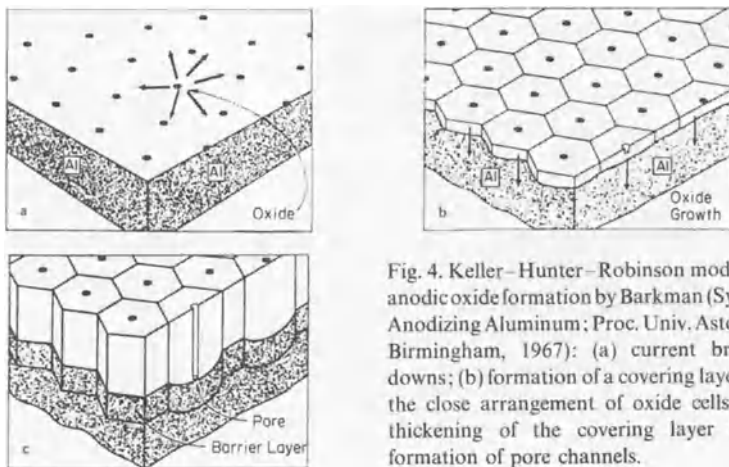 Al
Al
a
Oxide
Al
Al
b
Oxide
Growth
Pore
Barrier Layer
c
Fig. 4. Keller–Hunter–Robinson mod
anodic oxide formation by Barkman (Sy
Anodizing Aluminum; Proc. Univ. Asto
Birmingham, 1967): (a) current br
downs; (b) formation of a covering laye
the close arrangement of oxide cells
thickening of the covering layer
formation of pore channels.